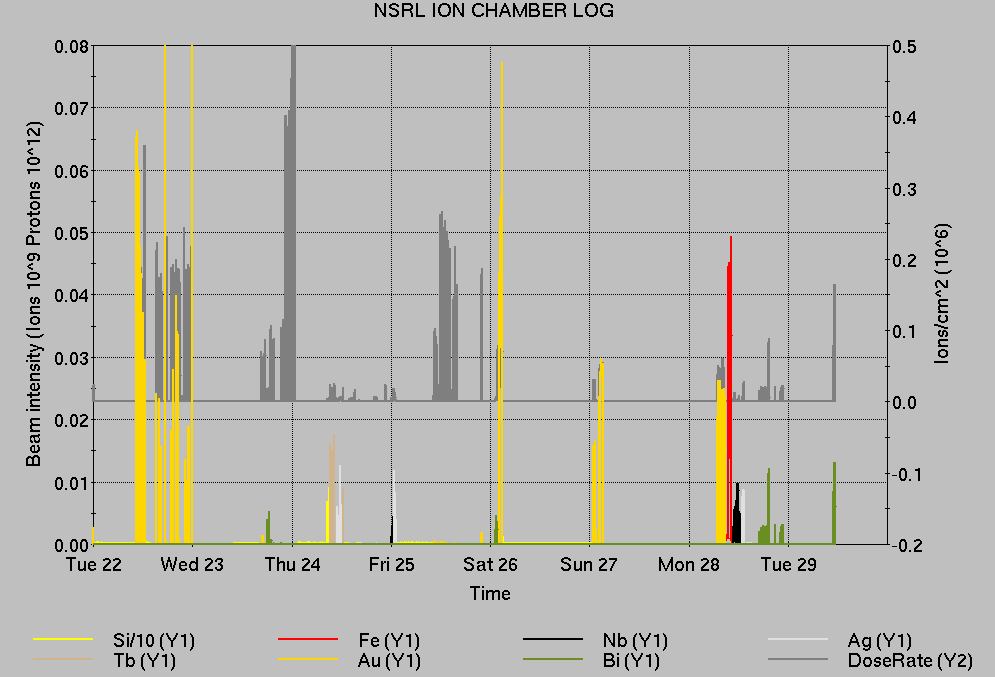 NSRL ION CHAMBER LOG
0.08
0.07
0.06
0.05
0.04
0.03
0.02
0.01
0.00
Beam intensity (Ions 10^9 Protons 10^12)
0.5
0.4
0.3
0.2
0.1
0.0
-0.1
-0.2
Ions/cm^2 (10^6)
Tue 22 Wed 23 Thu 24 Fri 25 Sat 26 Sun 27 Mon 28 Tue 29
Time
Si/10 (Y1) Fe (Y1) Nb (Y1) Ag (Y1)
Tb (Y1) Au (Y1) Bi (Y1) DoseRate (Y2)